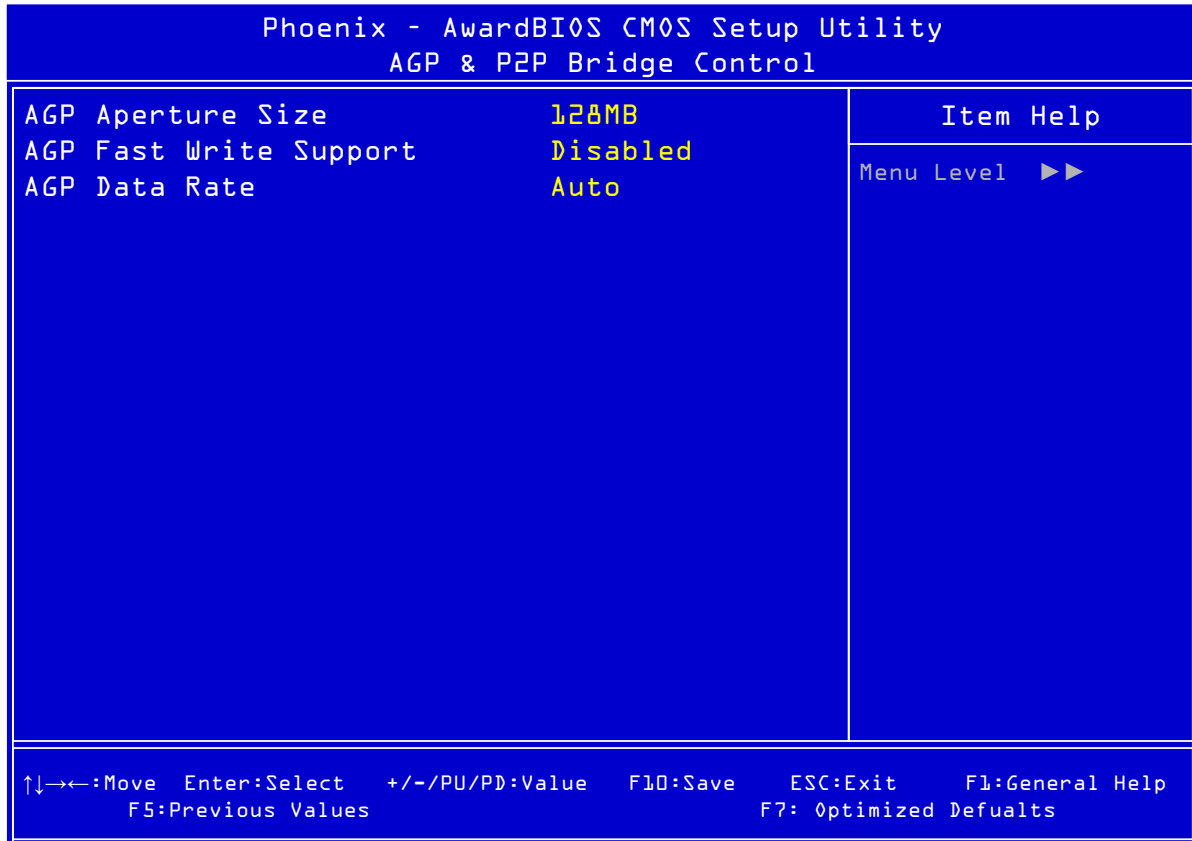 Phoenix - AwardBIOS CMOS Setup Utility
AGP & P2P Bridge Control
AGP Aperture Size 128MB
AGP Fast Write Support Disabled
AGP Data Rate Auto
Item Help
Menu Level ►►
↑↓→←:Move Enter:Select +/-/PU/PD:Value F10:Save ESC:Exit F1:General Help
F5:Previous Values F7: Optimized Defualts